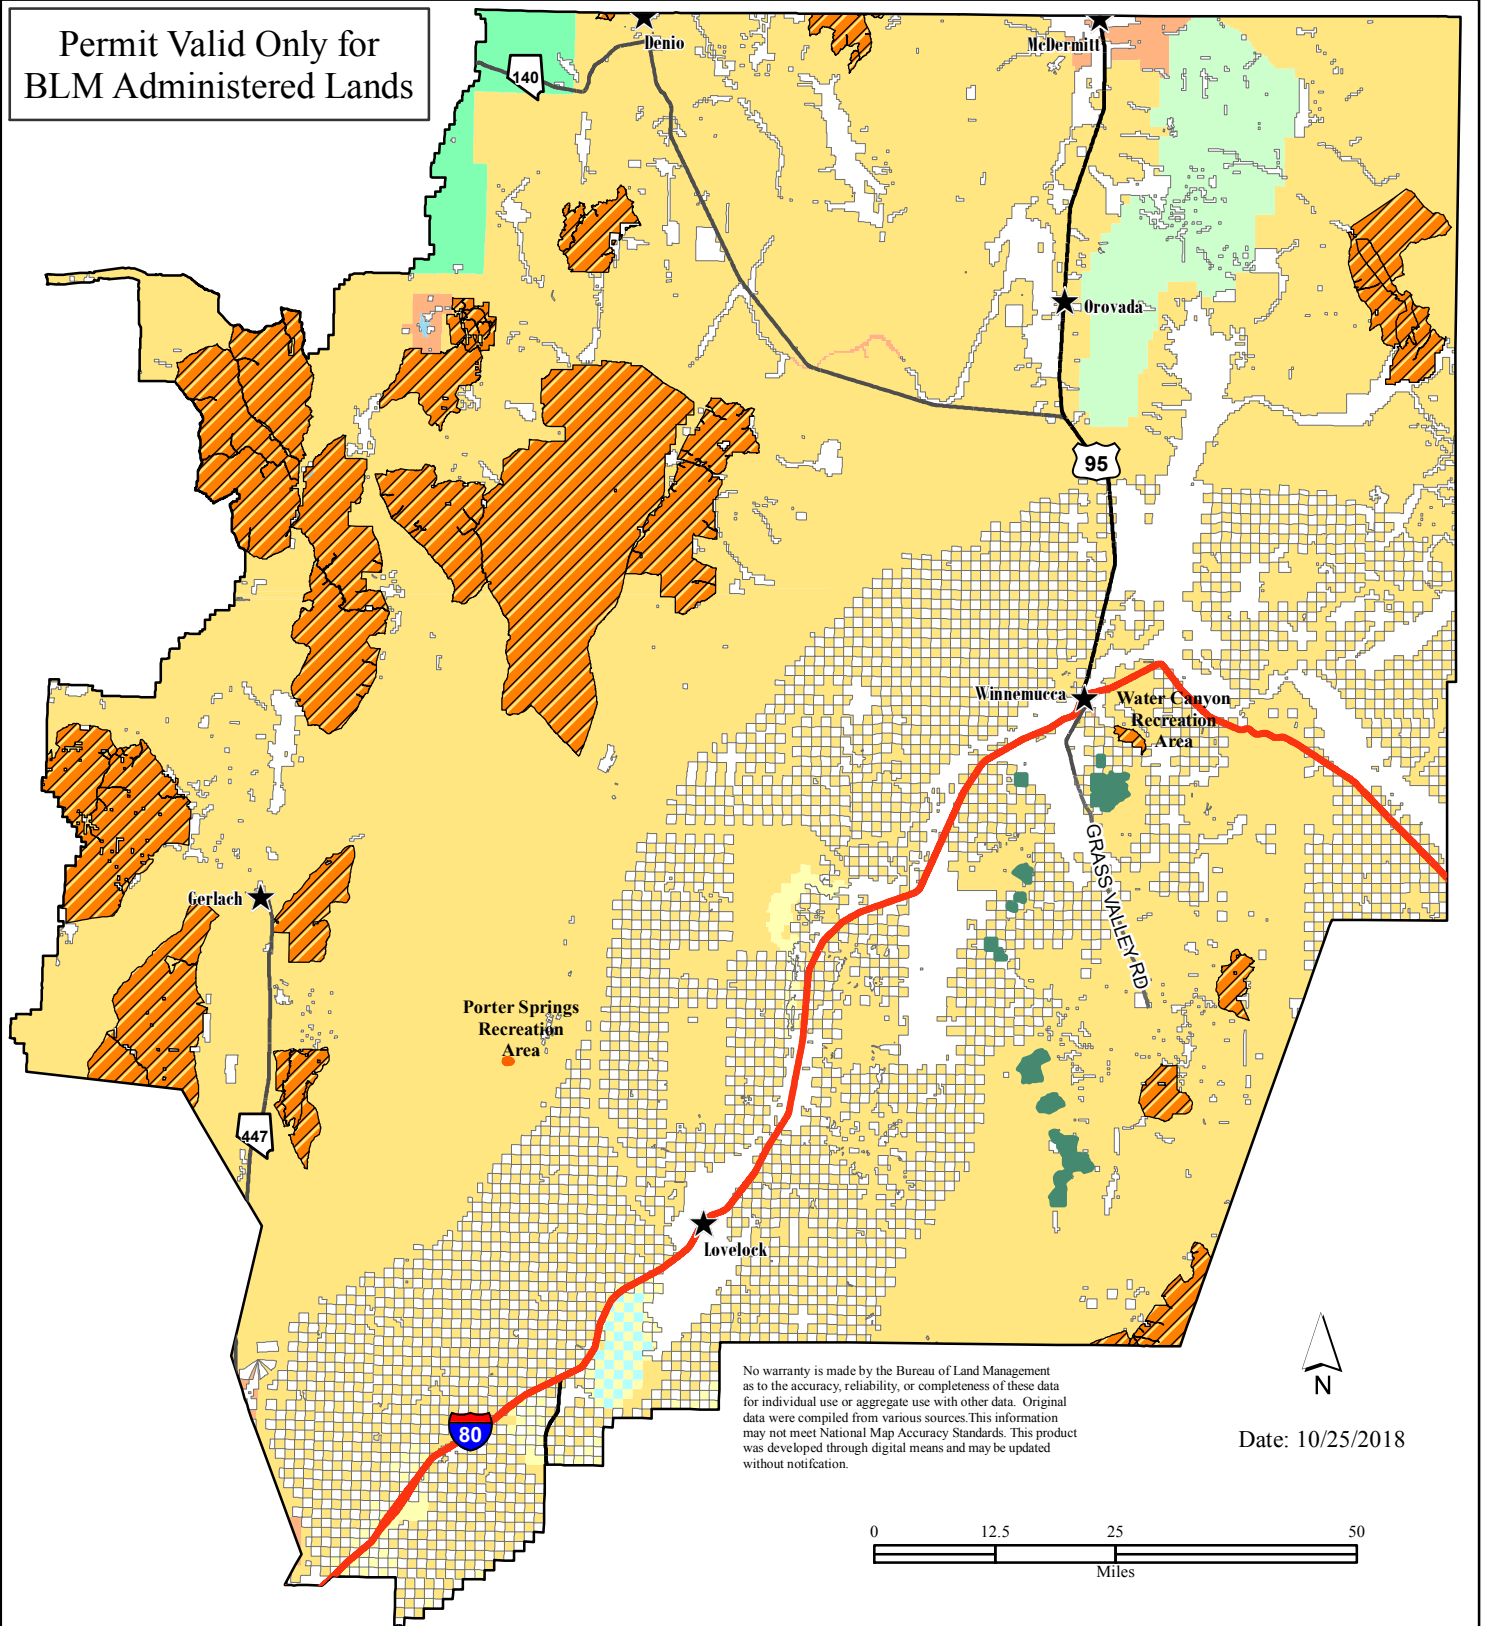 Permit Valid Only for
BLM Administered Lands
Denio
McDermitt
140
Orovada
95
Winnemucca
Water Canyon
Recreation
Area
GRASS VALLEY RD
Gerlach
Porter Springs
Recreation
Area
447
Lovelock
No warranty is made by the Bureau of Land Management
as to the accuracy, reliability, or completeness of these data
for individual use or aggregate use with other data. Original
data were compiled from various sources.This information
may not meet National Map Accuracy Standards. This product
was developed through digital means and may be updated
without notifcation.
N
80
Date: 10/25/2018
0 12.5 25 50
Miles